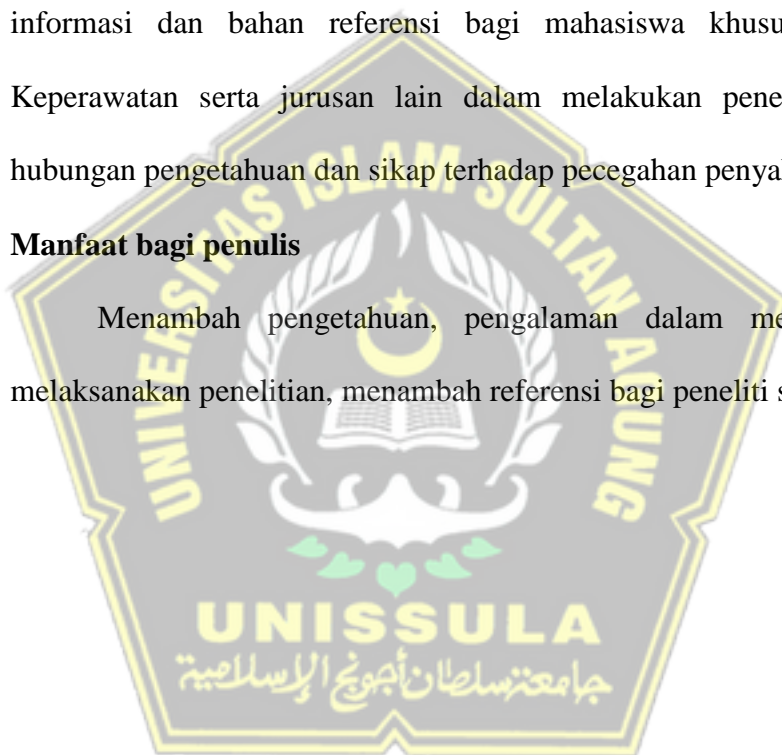 informasi dan bahan referensi bagi mahasiswa khusu
Keperawatan serta jurusan lain dalam melakukan pene
hubungan pengetahuan dan sikap terhadap pecegahan penya
Manfaat bagi penulis
Menambah pengetahuan, pengalaman dalam me
melaksanakan penelitian, menambah referensi bagi peneliti s
UNIVERSITAS ISLAM SULTAN AGUNG
UNISSULA
جامعة سلطان أجونج الإسلامية